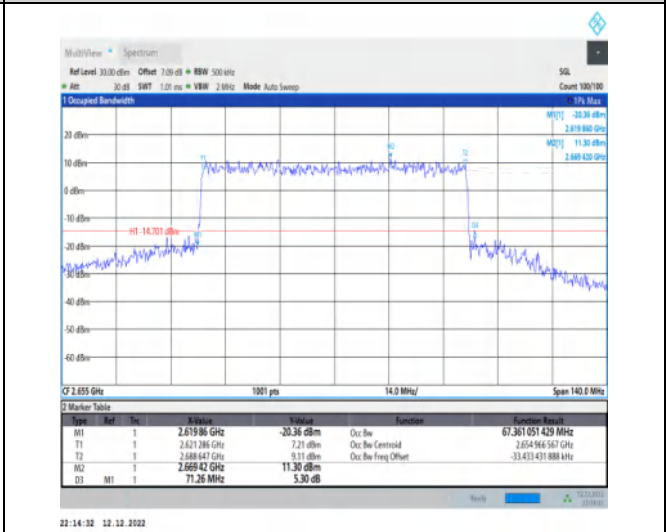 MultiView Spectrum
Ref Level 30.00 dBm Offset 7.09 dB RBW 500 kHz SGL
Att 30 dB SWT 1.01 ms VBW 2 MHz Mode Auto Sweep Count 100/100
1 Occupied Bandwidth 1Pk Max
M1[1] -20.36 dBm
2.619 860 GHz
20 dBm M2[1] 11.30 dBm
2.669 420 GHz
M2
T1 T2
10 dBm
0 dBm
-10 dBm
H1 -14.701 dBm
M1 D3
-20 dBm
-30 dBm
-40 dBm
-50 dBm
-60 dBm
CF 2.655 GHz 1001 pts 14.0 MHz/ Span 140.0 MHz
2 Marker Table
Type Ref Trc X-Value Y-Value Function Function Result
M1 1 2.619 86 GHz -20.36 dBm Occ Bw 67.361 051 429 MHz
T1 1 2.621 286 GHz 7.21 dBm Occ Bw Centroid 2.654 966 567 GHz
T2 1 2.688 647 GHz 9.11 dBm Occ Bw Freq Offset -33.433 431 888 kHz
M2 1 2.669 42 GHz 11.30 dBm
D3 M1 1 71.26 MHz 5.30 dB
Ready
22:14:32 12.12.2022